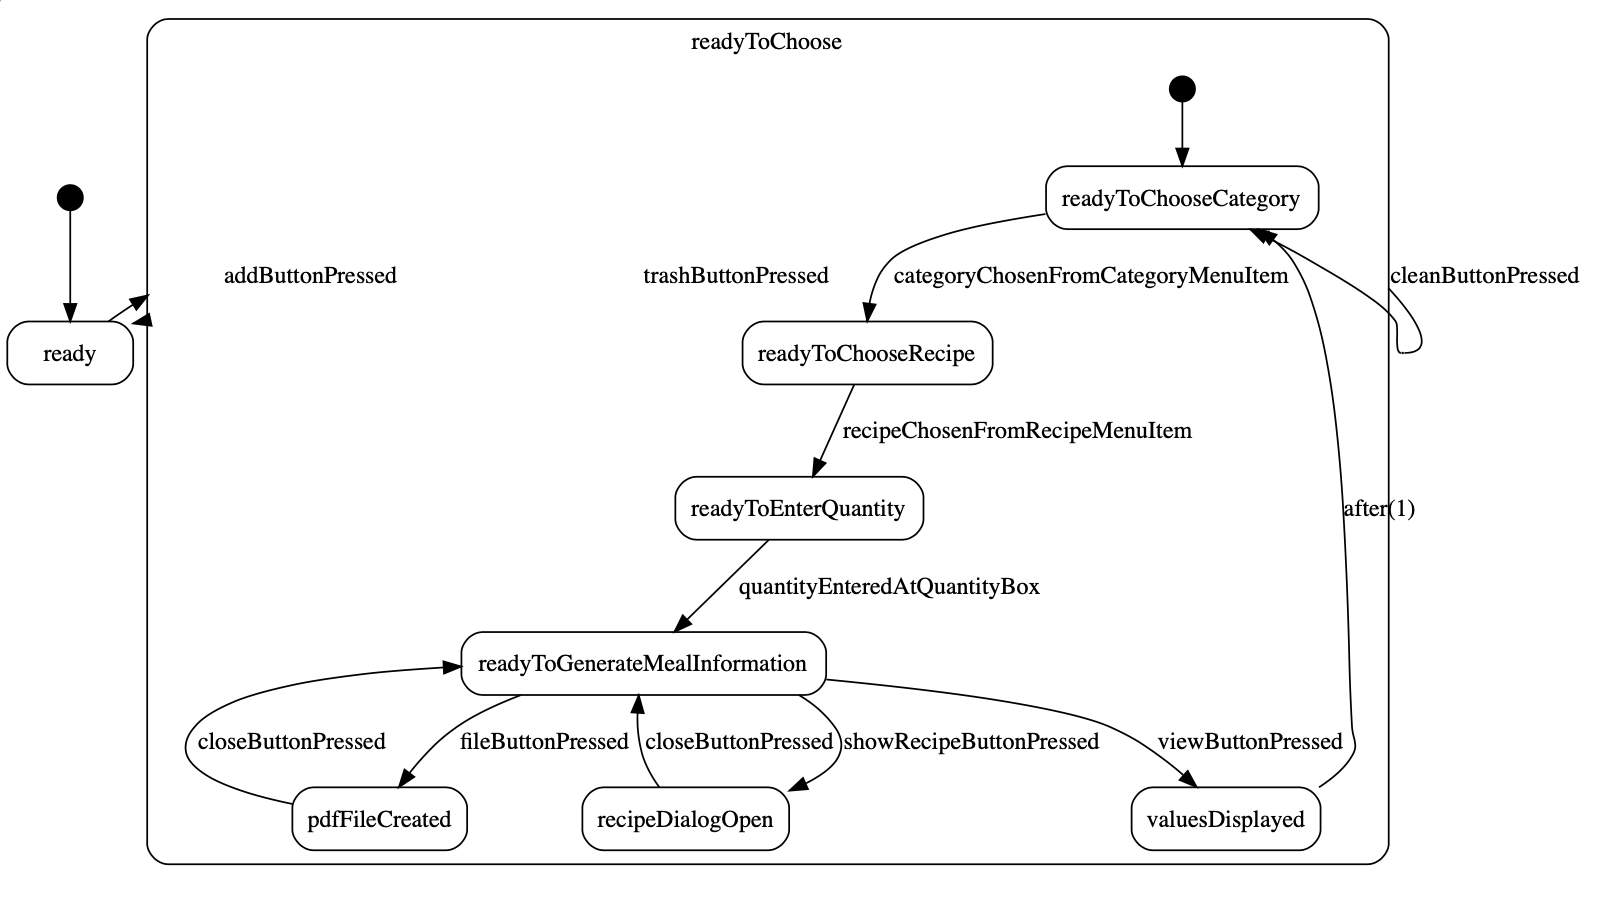 readyToChoose
readyToChooseCategory
addButtonPressed
trashButtonPressed
categoryChosenFromCategoryMenuItem
cleanButtonPressed
ready
readyToChooseRecipe
recipeChosenFromRecipeMenuItem
readyToEnterQuantity
after(1)
quantityEnteredAtQuantityBox
readyToGenerateMealInformation
closeButtonPressed
fileButtonPressed
closeButtonPressed
showRecipeButtonPressed
viewButtonPressed
pdfFileCreated
recipeDialogOpen
valuesDisplayed